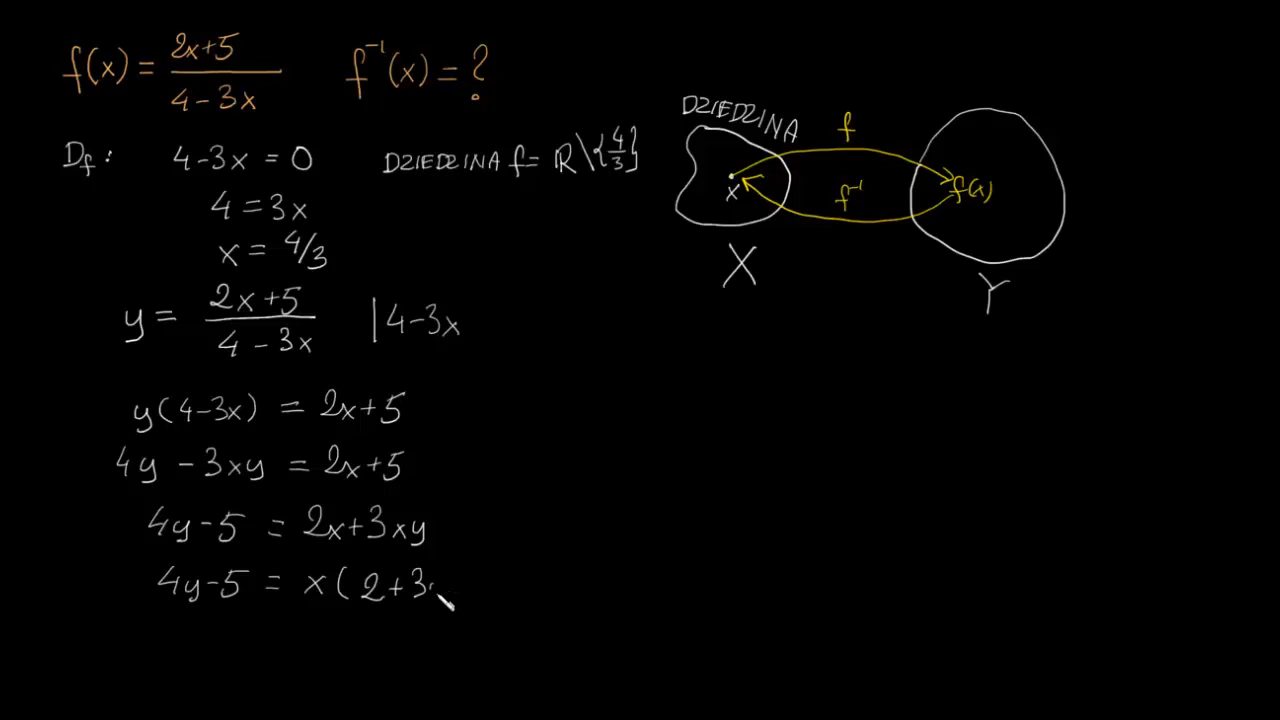 f(x) = (2x+5)/(4-3x)    f⁻¹(x) = ?
Df :    4-3x = 0    DZIEDZINA f = ℝ\{4/3}
4 = 3x
x = 4/3
y = (2x+5)/(4-3x)    | 4-3x
y(4-3x) = 2x+5
4y - 3xy = 2x+5
4y-5 = 2x+3xy
4y-5 = x(2+3
DZIEDZINA
f
x
f⁻¹
f(x)
X
Y